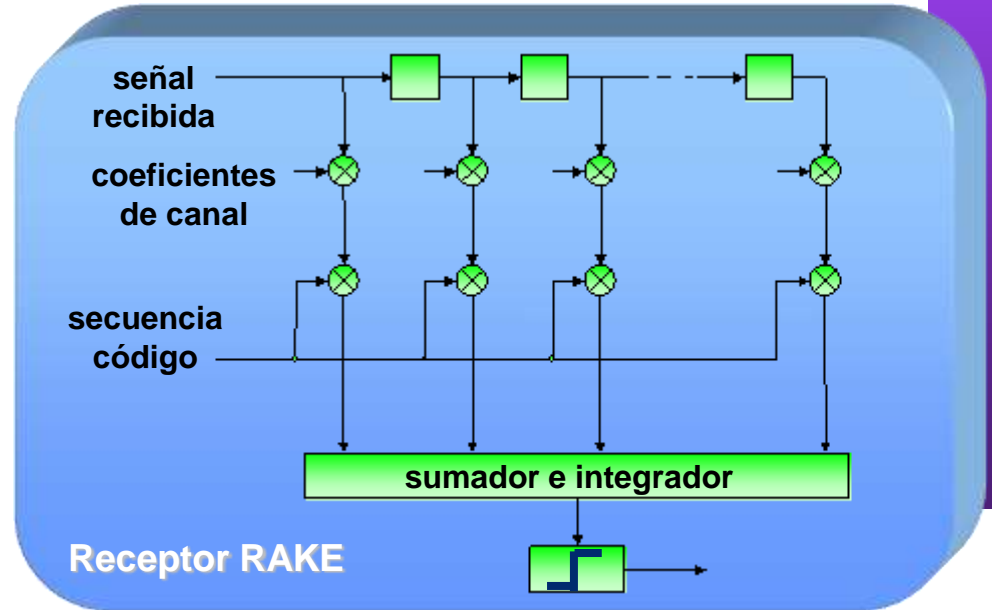 señal
recibida
coeficientes
de canal
secuencia
código
sumador e integrador
Receptor RAKE